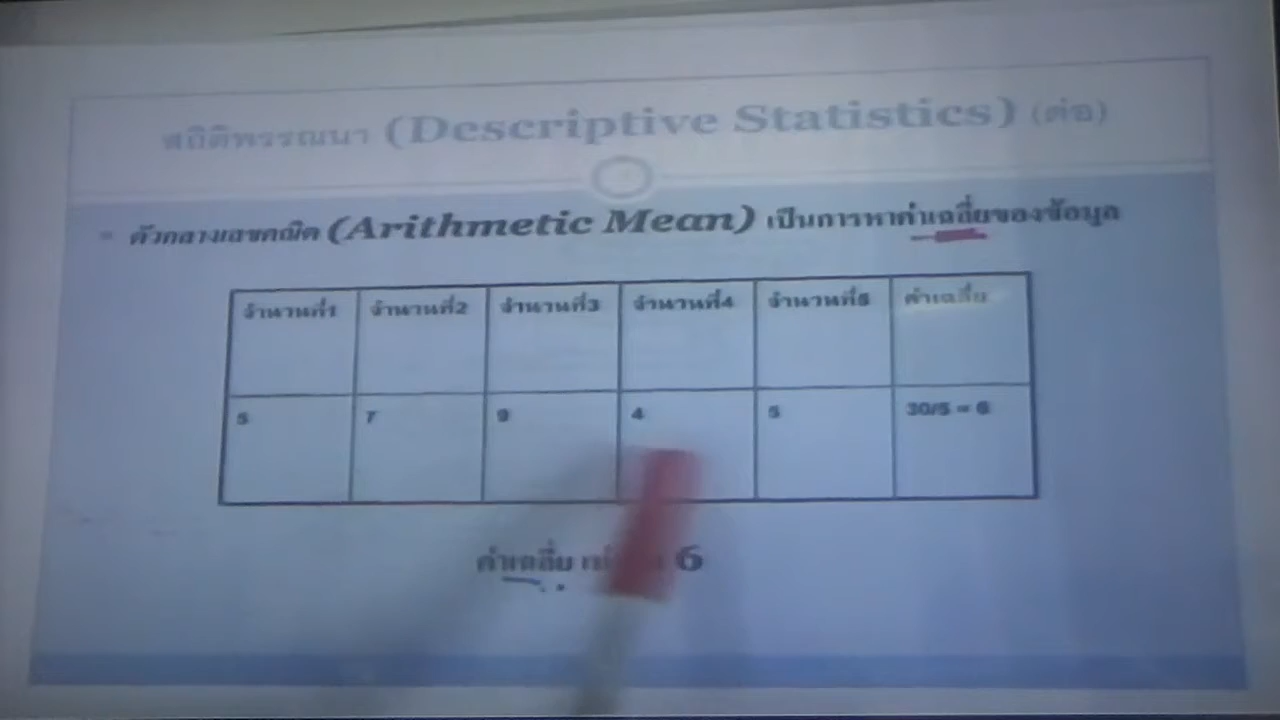 สถิติพรรณนา (Descriptive Statistics) (ต่อ)
ตัวกลางเลขคณิต (Arithmetic Mean) เป็นการหาค่าเฉลี่ยของข้อมูล
จำนวนที่1 จำนวนที่2 จำนวนที่3 จำนวนที่4 จำนวนที่5 ค่าเฉลี่ย
5 7 9 4 5 30/5 = 6
ค่าเฉลี่ย 6